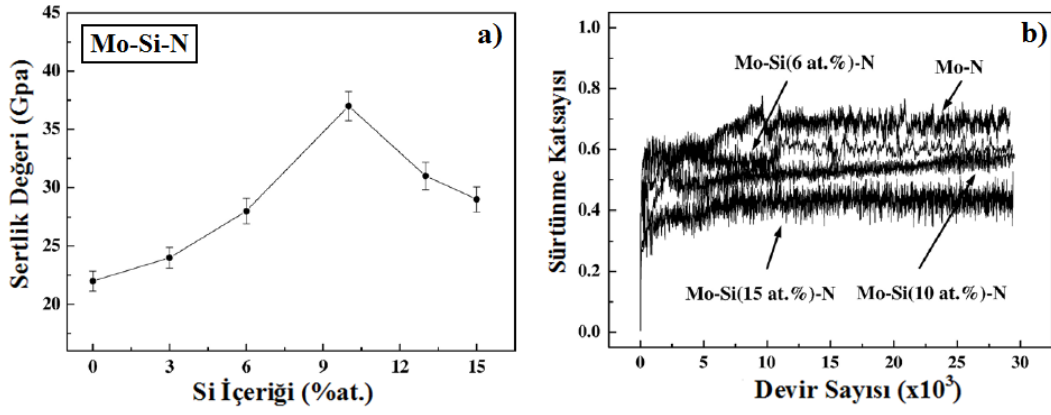 Mo-Si-N
a)
45
40
35
30
25
20
Sertlik Değeri (Gpa)
0 3 6 9 12 15
Si İçeriği (%at.)
b)
1.0
0.8
0.6
0.4
0.2
0.0
Sürtünme Katsayısı
Mo-Si(6 at.%)-N
Mo-N
Mo-Si(15 at.%)-N
Mo-Si(10 at.%)-N
0 5 10 15 20 25 30
Devir Sayısı (x10³)